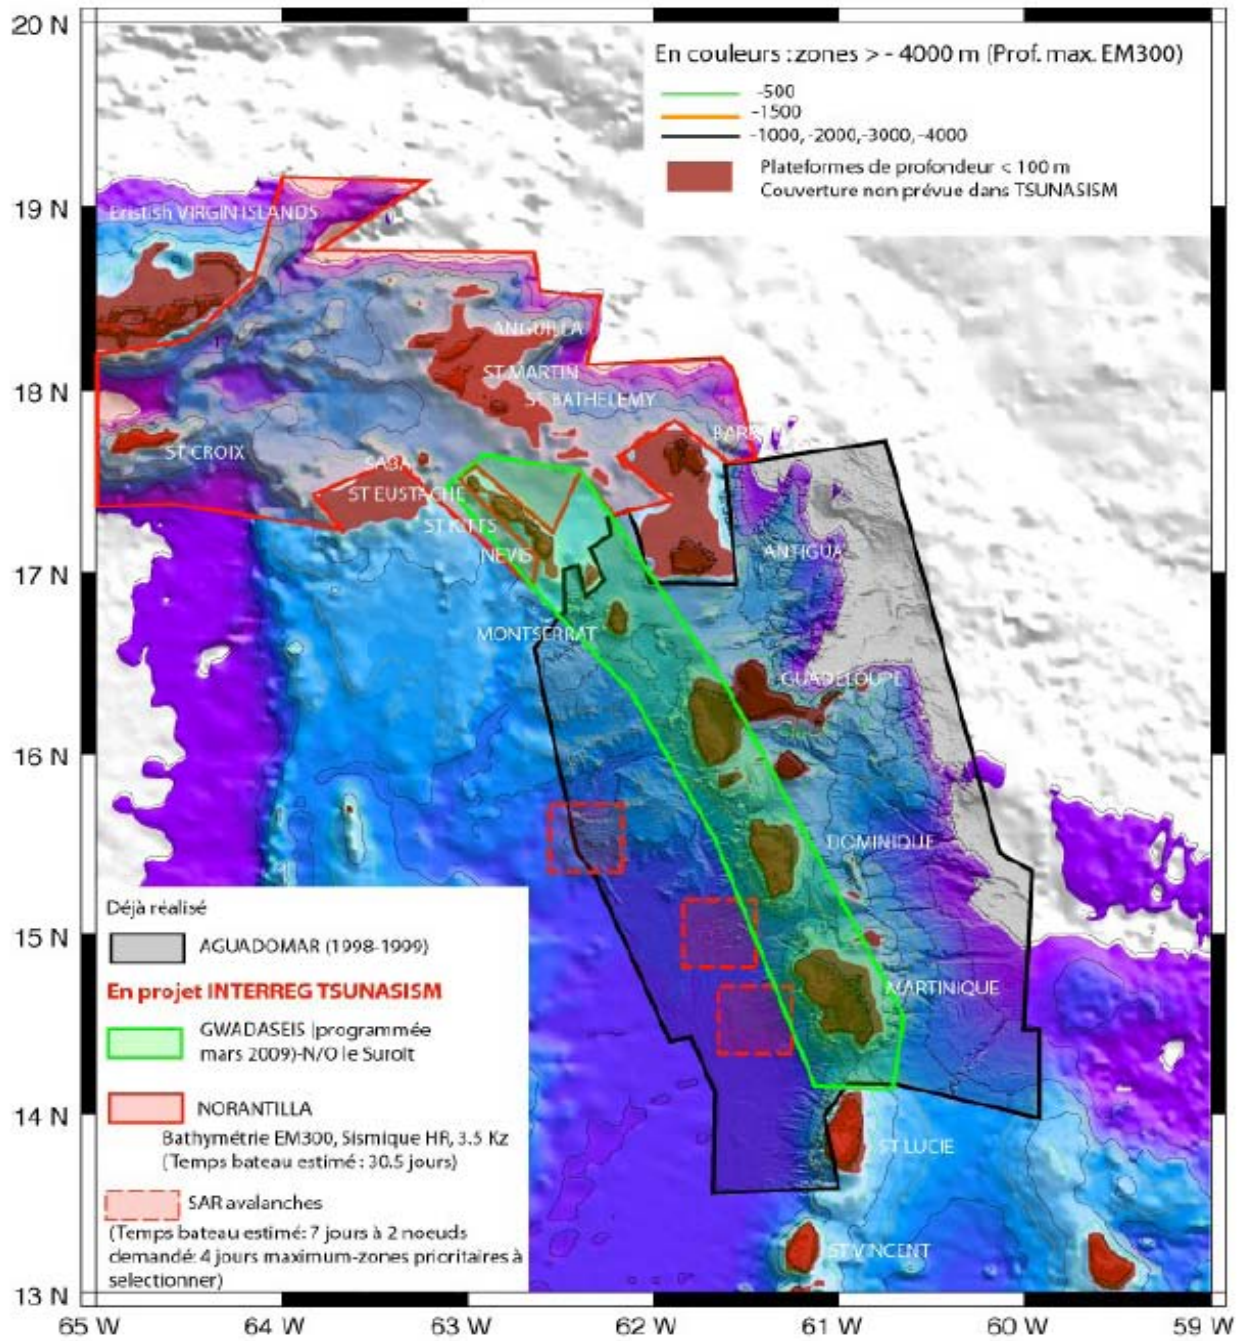 20 N
En couleurs : zones > - 4000 m (Prof. max. EM300)
-500
-1500
-1000, -2000,-3000, -4000
Plateformes de profondeur < 100 m
Couverture non prévue dans TSUNASISM
19 N
Bristish VIRGIN ISLANDS
ANGUILLA
ST MARTIN
18 N
ST BATHELEMY
BARB
ST CROIX
SABA
ST EUSTACHE
ST KITTS
NEVIS
ANTIGUA
17 N
MONTSERRAT
GUADELOUPE
16 N
DOMINIQUE
Déjà réalisé
15 N
AGUADOMAR (1998-1999)
En projet INTERREG TSUNASISM
MARTINIQUE
GWADASEIS (programmée
mars 2009)-N/O le Suroît
14 N
NORANTILLA
Bathymétrie EM300, Sismique HR, 3.5 Kz
(Temps bateau estimé : 30.5 jours)
ST LUCIE
SAR avalanches
(Temps bateau estimé: 7 jours à 2 noeuds
demandé: 4 jours maximum-zones prioritaires à
selectionner)
ST VINCENT
13 N
65 W
64 W
63 W
62 W
61 W
60 W
59 W